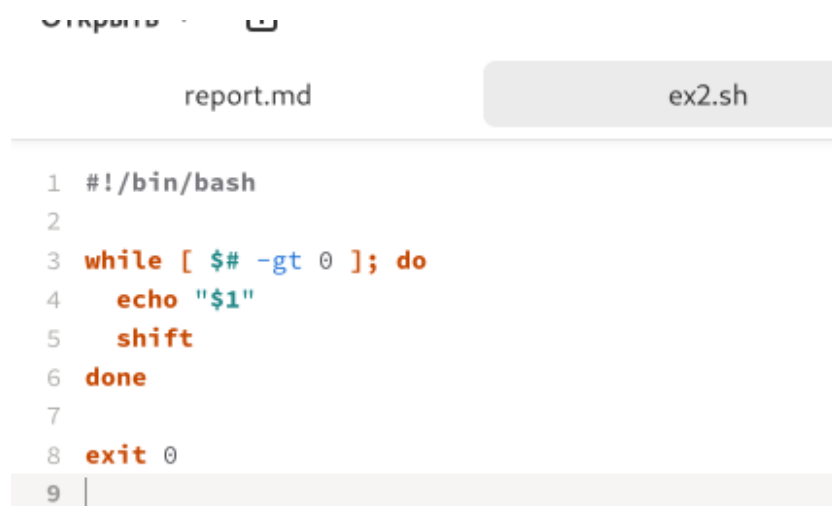 Открыть
report.md ex2.sh
1 #!/bin/bash
2
3 while [ $# -gt 0 ]; do
4   echo "$1"
5   shift
6 done
7
8 exit 0
9